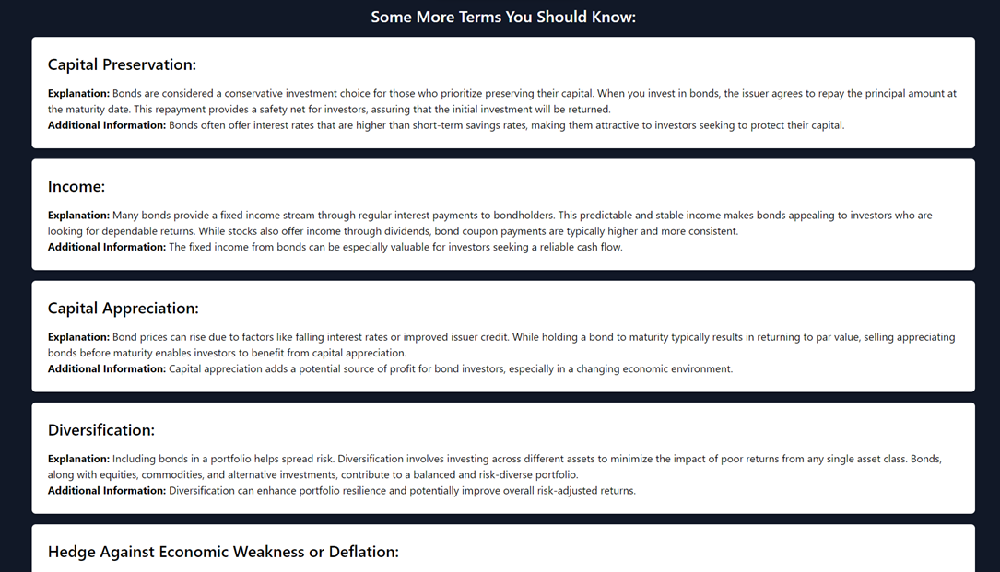 Some More Terms You Should Know:
Capital Preservation:
Explanation: Bonds are considered a conservative investment choice for those who prioritize preserving their capital. When you invest in bonds, the issuer agrees to repay the principal amount at
the maturity date. This repayment provides a safety net for investors, assuring that the initial investment will be returned.
Additional Information: Bonds often offer interest rates that are higher than short-term savings rates, making them attractive to investors seeking to protect their capital.
Income:
Explanation: Many bonds provide a fixed income stream through regular interest payments to bondholders. This predictable and stable income makes bonds appealing to investors who are
looking for dependable returns. While stocks also offer income through dividends, bond coupon payments are typically higher and more consistent.
Additional Information: The fixed income from bonds can be especially valuable for investors seeking a reliable cash flow.
Capital Appreciation:
Explanation: Bond prices can rise due to factors like falling interest rates or improved issuer credit. While holding a bond to maturity typically results in returning to par value, selling appreciating
bonds before maturity enables investors to benefit from capital appreciation.
Additional Information: Capital appreciation adds a potential source of profit for bond investors, especially in a changing economic environment.
Diversification:
Explanation: Including bonds in a portfolio helps spread risk. Diversification involves investing across different assets to minimize the impact of poor returns from any single asset class. Bonds,
along with equities, commodities, and alternative investments, contribute to a balanced and risk-diverse portfolio.
Additional Information: Diversification can enhance portfolio resilience and potentially improve overall risk-adjusted returns.
Hedge Against Economic Weakness or Deflation: